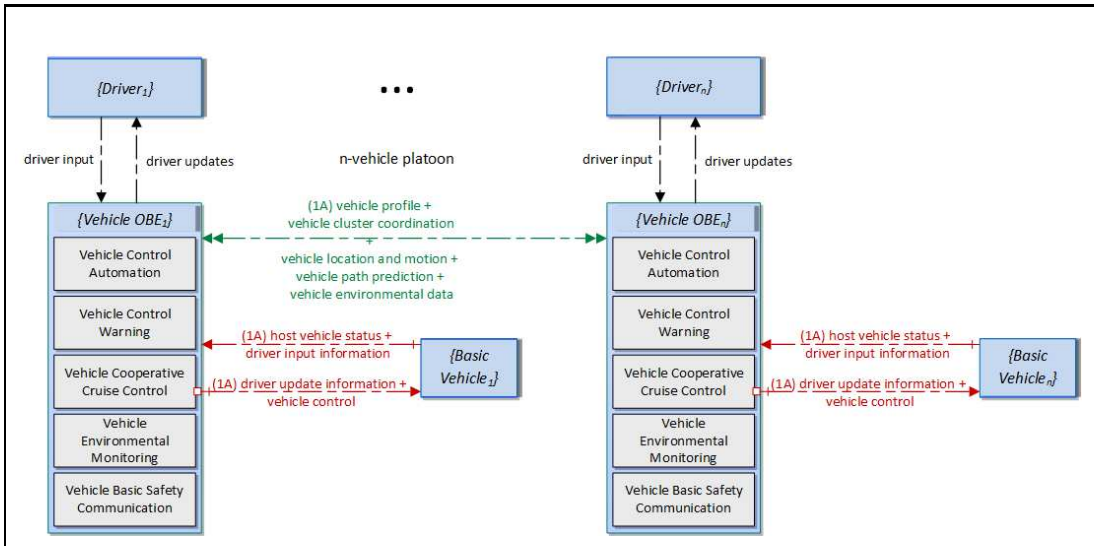 {Driver₁}
...
{Driverₙ}
driver input
driver updates
n-vehicle platoon
driver input
driver updates
{Vehicle OBE₁}
Vehicle Control
Automation
Vehicle Control
Warning
Vehicle Cooperative
Cruise Control
Vehicle
Environmental
Monitoring
Vehicle Basic Safety
Communication
(1A) vehicle profile +
vehicle cluster coordination
+
vehicle location and motion +
vehicle path prediction +
vehicle environmental data
(1A) host vehicle status +
driver input information
(1A) driver update information +
vehicle control
{Basic
Vehicle₁}
{Vehicle OBEₙ}
Vehicle Control
Automation
Vehicle Control
Warning
Vehicle Cooperative
Cruise Control
Vehicle
Environmental
Monitoring
Vehicle Basic Safety
Communication
(1A) host vehicle status +
driver input information
(1A) driver update information +
vehicle control
{Basic
Vehicleₙ}